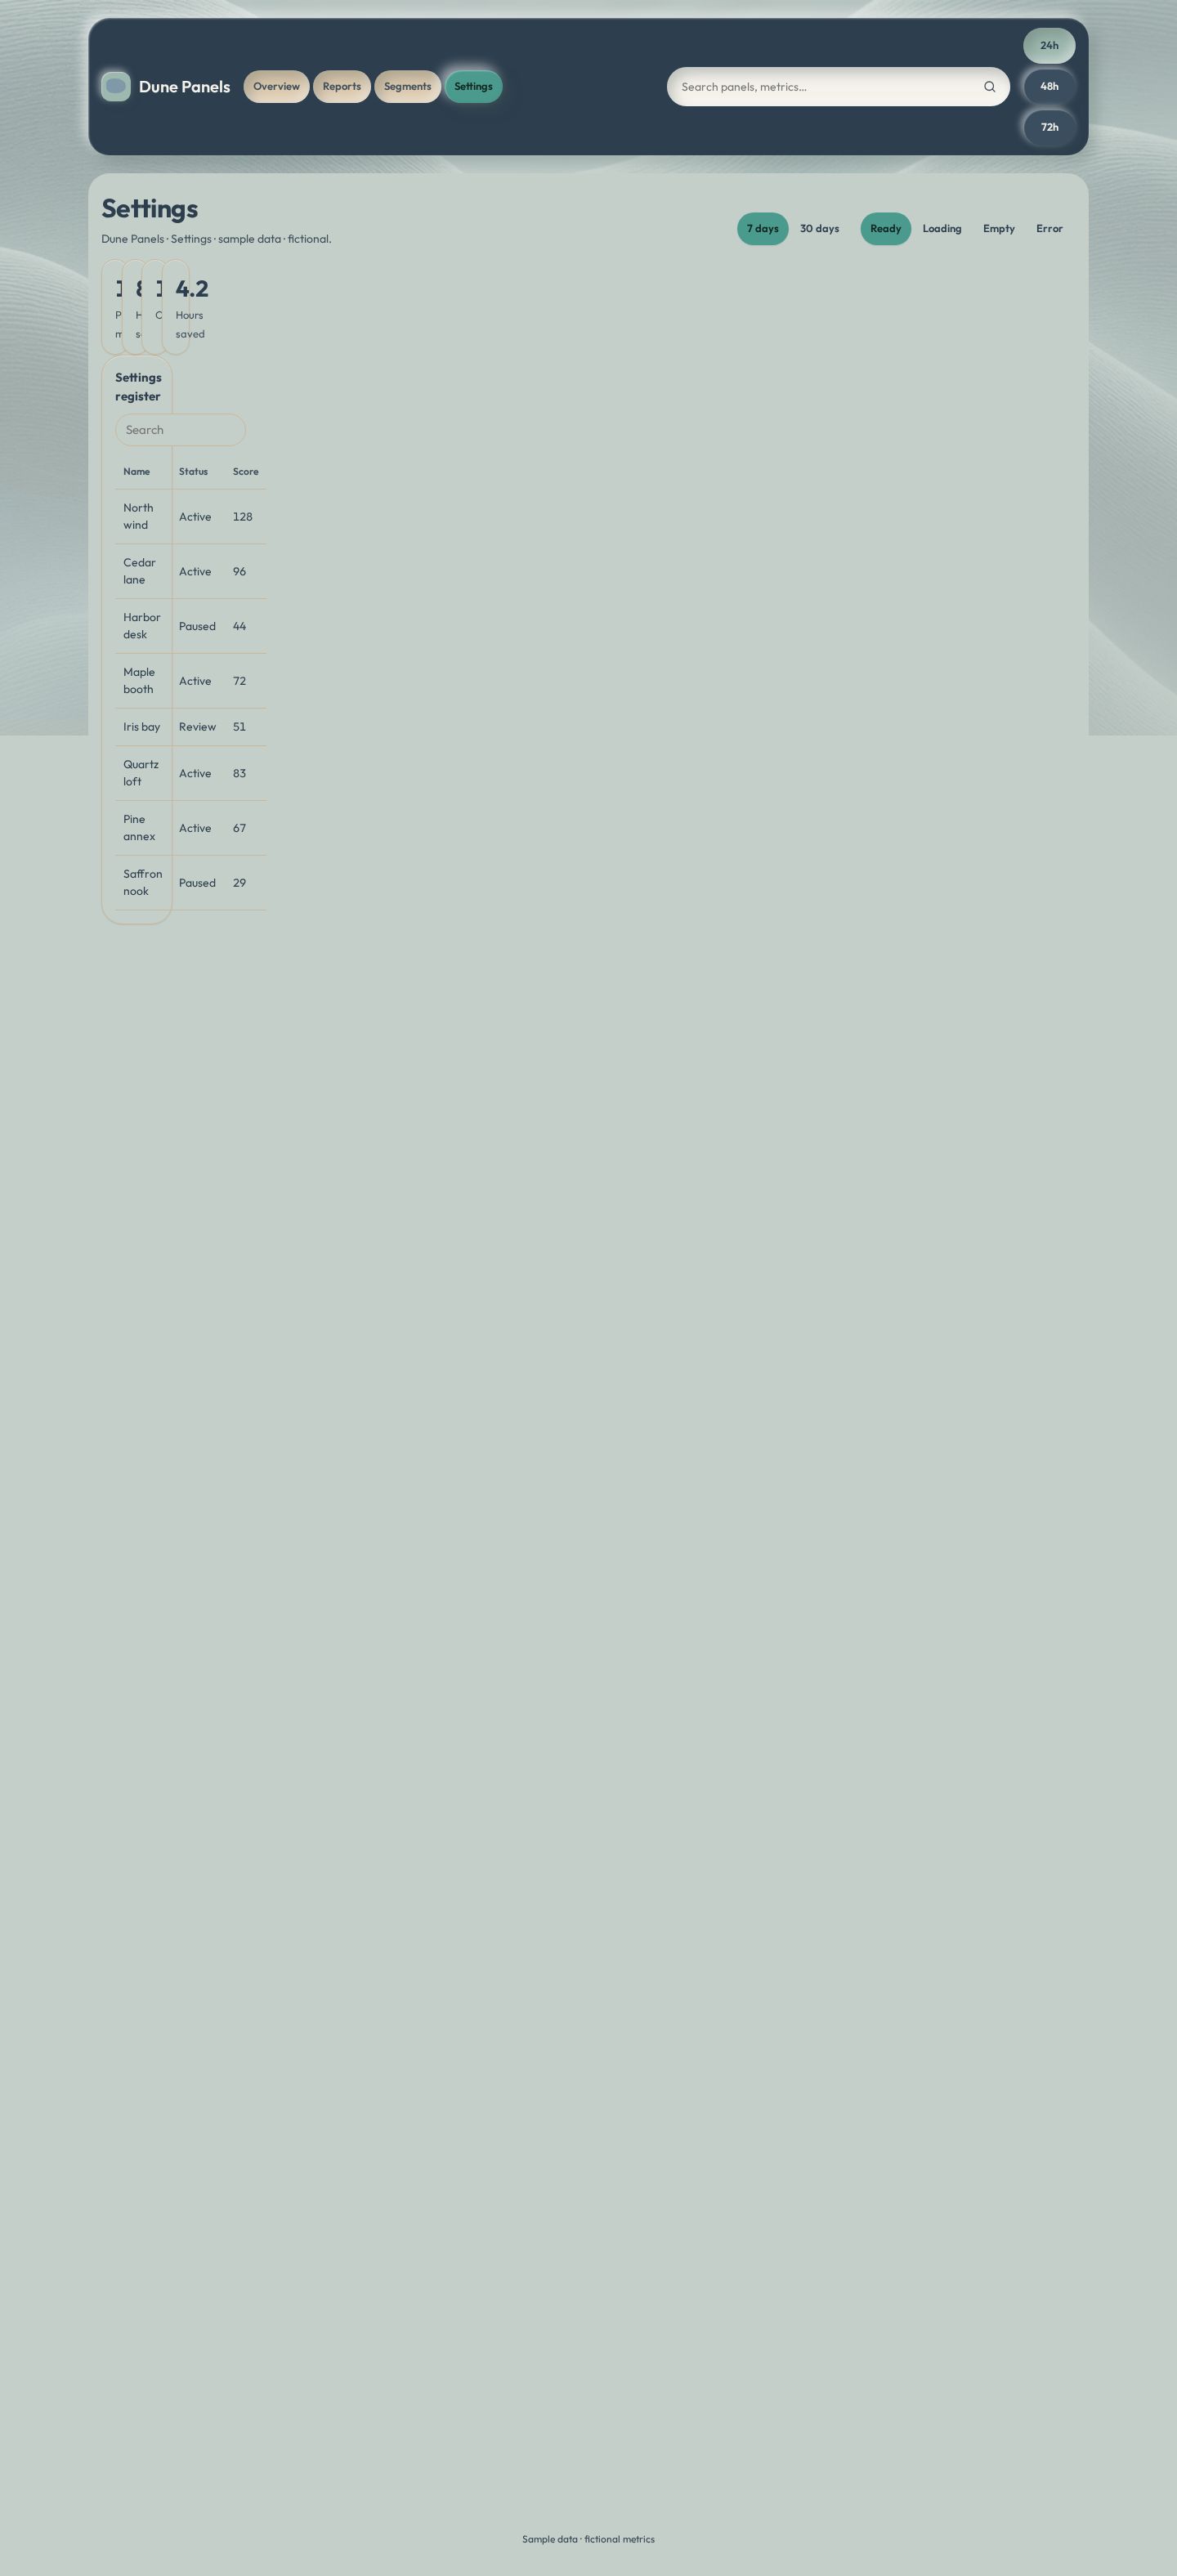 Dune Panels
Overview
Reports
Segments
Settings
Search panels, metrics...
24h
48h
72h
Settings
Dune Panels · Settings · sample data · fictional.
7 days
30 days
Ready
Loading
Empty
Error
4.2
Hours
saved
Settings
register
Search
Name Status Score
North
wind
Active 128
Cedar
lane
Active 96
Harbor
desk
Paused 44
Maple
booth
Active 72
Iris bay Review 51
Quartz
loft
Active 83
Pine
annex
Active 67
Saffron
nook
Paused 29
Sample data · fictional metrics